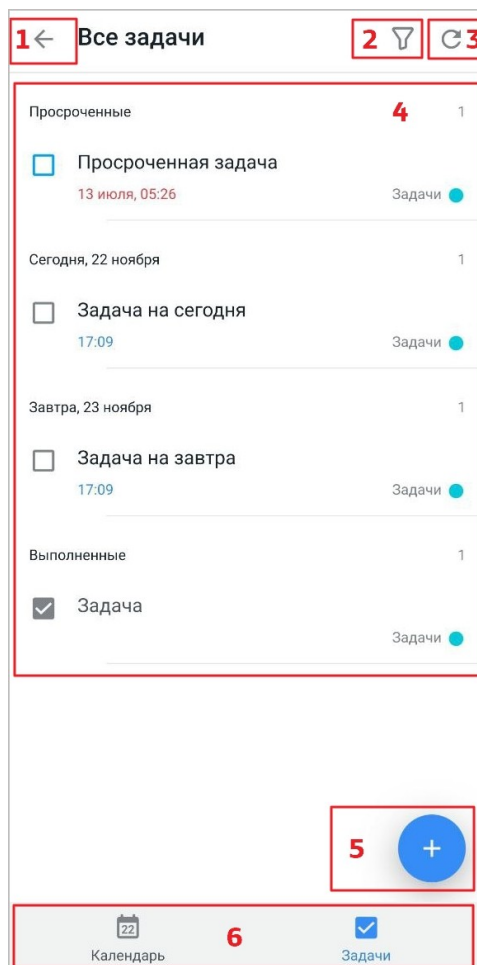 1 Все задачи 2 3
Просроченные 4 1
Просроченная задача
13 июля, 05:26 Задачи
Сегодня, 22 ноября 1
Задача на сегодня
17:09 Задачи
Завтра, 23 ноября 1
Задача на завтра
17:09 Задачи
Выполненные 1
Задача
Задачи
5 +
22
6
Календарь Задачи